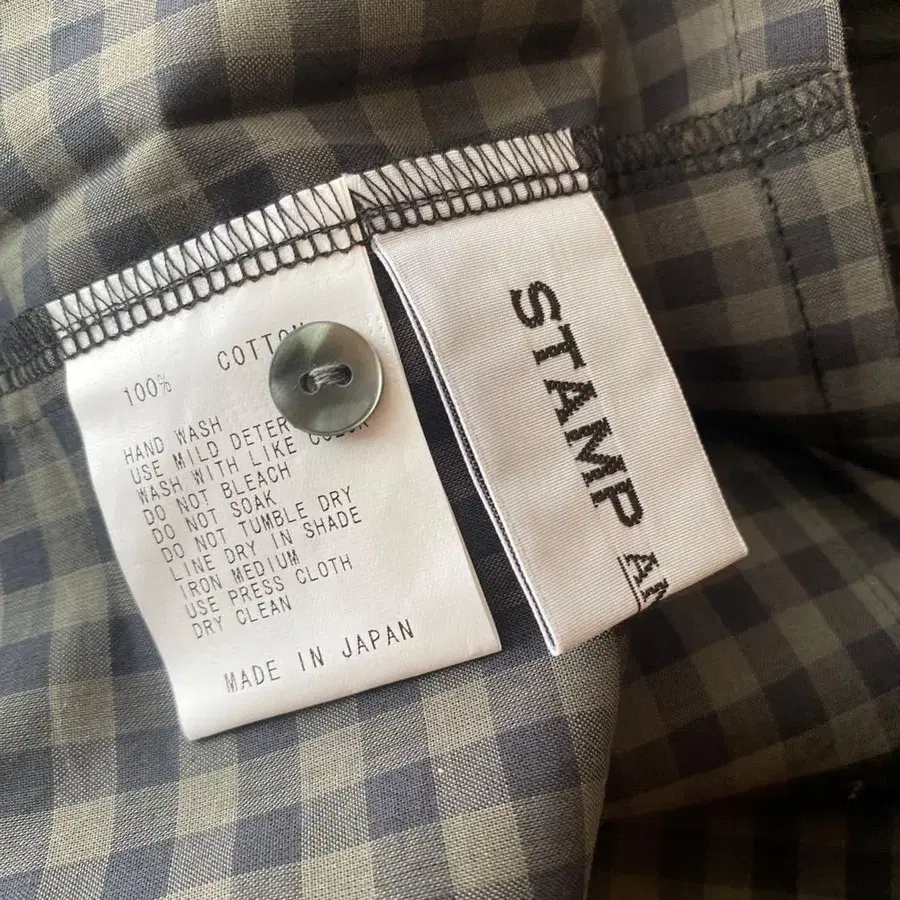 100% COTTON
HAND WASH
USE MILD DETER
WASH WITH LIKE COLOR
DO NOT BLEACH
DO NOT SOAK
DO NOT TUMBLE DRY
LINE DRY IN SHADE
IRON MEDIUM
USE PRESS CLOTH
DRY CLEAN
MADE IN JAPAN
STAMP AN